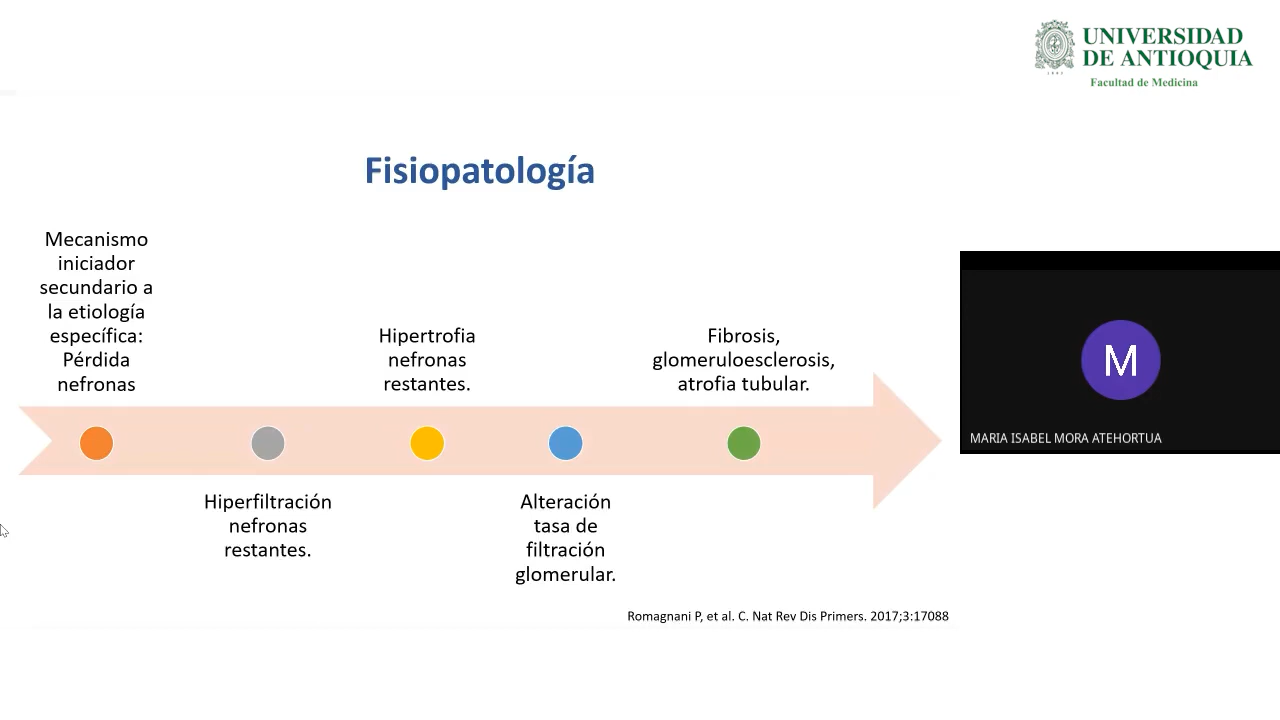 UNIVERSIDAD
DE ANTIOQUIA
1803
Facultad de Medicina
Fisiopatología
Mecanismo
iniciador
secundario a
la etiología
específica:
Pérdida
nefronas
Hiperfiltración
nefronas
restantes.
Hipertrofia
nefronas
restantes.
Alteración
tasa de
filtración
glomerular.
Fibrosis,
glomeruloesclerosis,
atrofia tubular.
M
MARIA ISABEL MORA ATEHORTUA
Romagnani P, et al. C. Nat Rev Dis Primers. 2017;3:17088